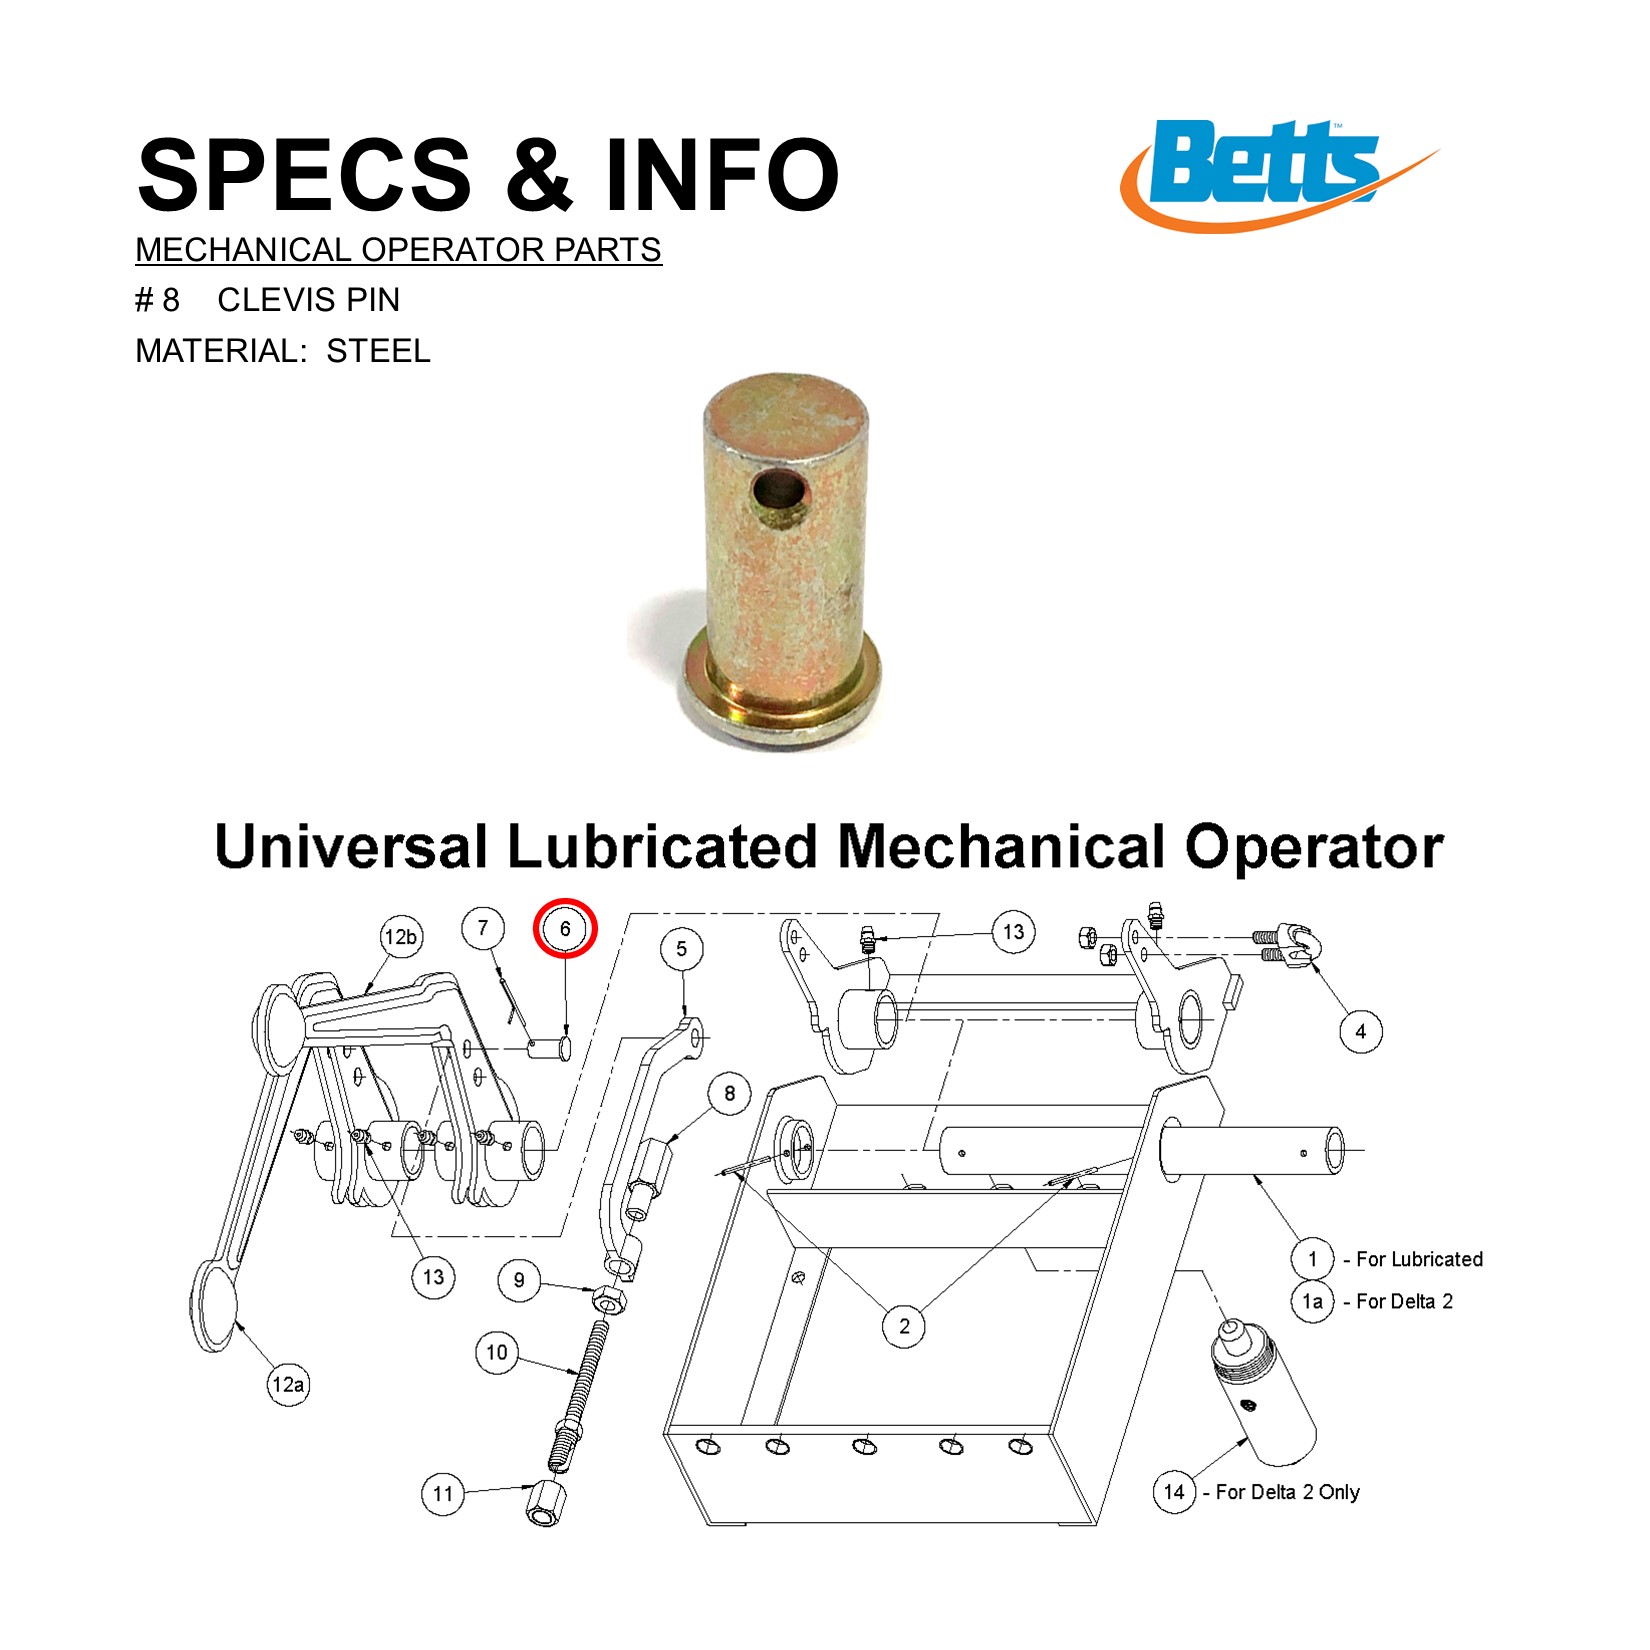 SPECS & INFO
Betts™
MECHANICAL OPERATOR PARTS
# 8 CLEVIS PIN
MATERIAL: STEEL
Universal Lubricated Mechanical Operator
7
6
12b
5
13
4
8
13
9
1 - For Lubricated
1a - For Delta 2
2
10
12a
11
14 - For Delta 2 Only